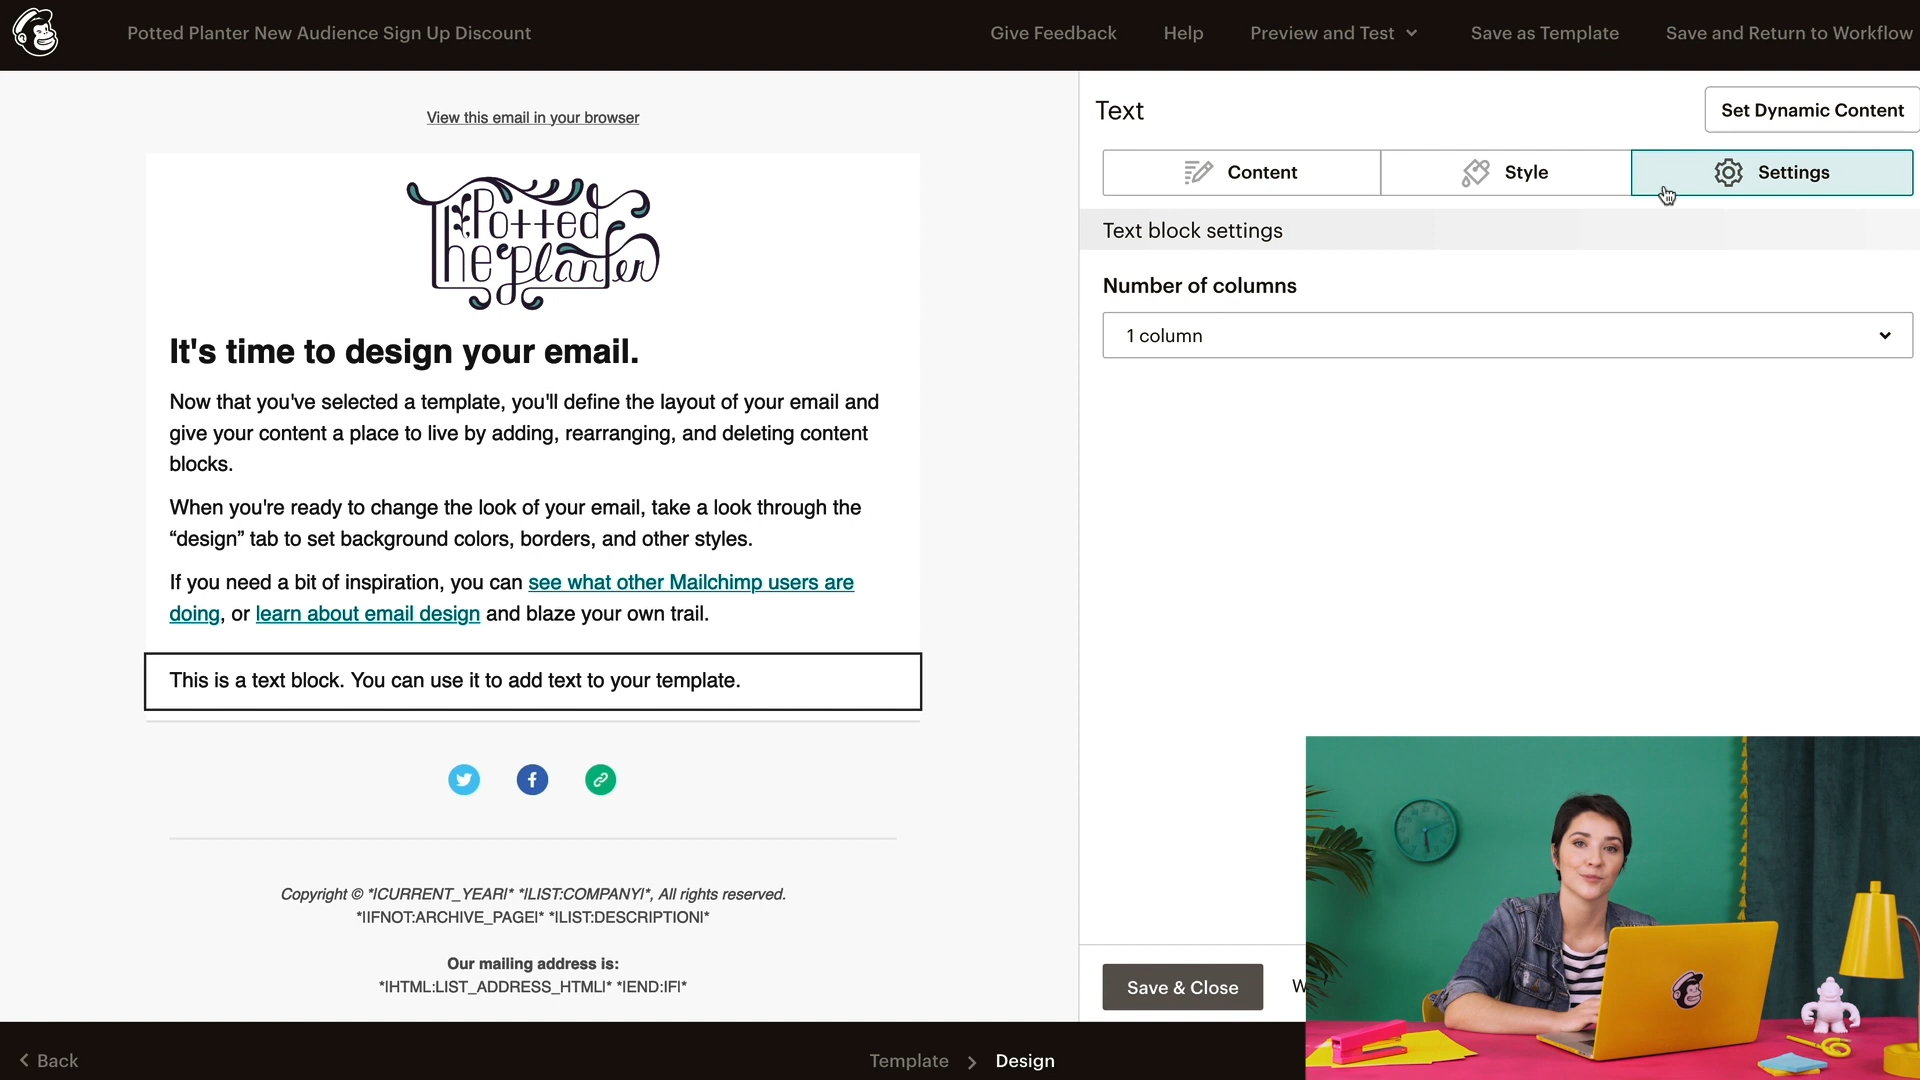 Potted Planter New Audience Sign Up Discount
Give Feedback
Help
Preview and Test
Save as Template
Save and Return to Workflow
View this email in your browser
The Potted
planter
It's time to design your email.
Now that you've selected a template, you'll define the layout of your email and
give your content a place to live by adding, rearranging, and deleting content
blocks.
When you're ready to change the look of your email, take a look through the
“design” tab to set background colors, borders, and other styles.
If you need a bit of inspiration, you can see what other Mailchimp users are
doing, or learn about email design and blaze your own trail.
This is a text block. You can use it to add text to your template.
Copyright © *|CURRENT_YEAR|* *|LIST:COMPANY|*, All rights reserved.
*|IFNOT:ARCHIVE_PAGE|* *|LIST:DESCRIPTION|*
Our mailing address is:
*|HTML:LIST_ADDRESS_HTML|* *|END:IF|*
Text
Set Dynamic Content
Content
Style
Settings
Text block settings
Number of columns
1 column
Save & Close
Back
Template
Design